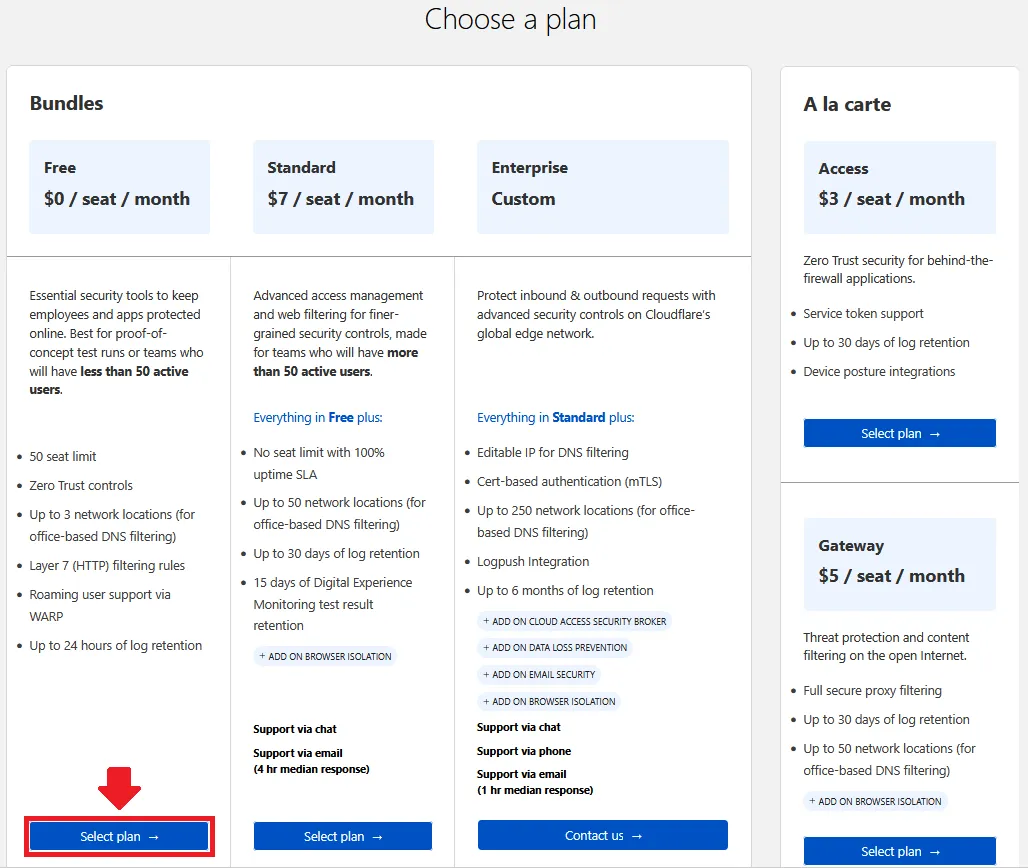 Choose a plan
Bundles
Free
$0 / seat / month
Standard
$7 / seat / month
Enterprise
Custom
Essential security tools to keep
employees and apps protected
online. Best for proof-of-
concept test runs or teams who
will have less than 50 active
users.
• 50 seat limit
• Zero Trust controls
• Up to 3 network locations (for
office-based DNS filtering)
• Layer 7 (HTTP) filtering rules
• Roaming user support via
WARP
• Up to 24 hours of log retention
Select plan →
Advanced access management
and web filtering for finer-
grained security controls, made
for teams who will have more
than 50 active users.
Everything in Free plus:
• No seat limit with 100%
uptime SLA
• Up to 50 network locations (for
office-based DNS filtering)
• Up to 30 days of log retention
• 15 days of Digital Experience
Monitoring test result
retention
+ ADD ON BROWSER ISOLATION
Support via chat
Support via email
(4 hr median response)
Select plan →
Protect inbound & outbound requests with
advanced security controls on Cloudflare's
global edge network.
Everything in Standard plus:
• Editable IP for DNS filtering
• Cert-based authentication (mTLS)
• Up to 250 network locations (for office-
based DNS filtering)
• Logpush Integration
• Up to 6 months of log retention
+ ADD ON CLOUD ACCESS SECURITY BROKER
+ ADD ON DATA LOSS PREVENTION
+ ADD ON EMAIL SECURITY
+ ADD ON BROWSER ISOLATION
Support via chat
Support via phone
Support via email
(1 hr median response)
Contact us →
A la carte
Access
$3 / seat / month
Zero Trust security for behind-the-
firewall applications.
• Service token support
• Up to 30 days of log retention
• Device posture integrations
Select plan →
Gateway
$5 / seat / month
Threat protection and content
filtering on the open Internet.
• Full secure proxy filtering
• Up to 30 days of log retention
• Up to 50 network locations (for
office-based DNS filtering)
+ ADD ON BROWSER ISOLATION
Select plan →